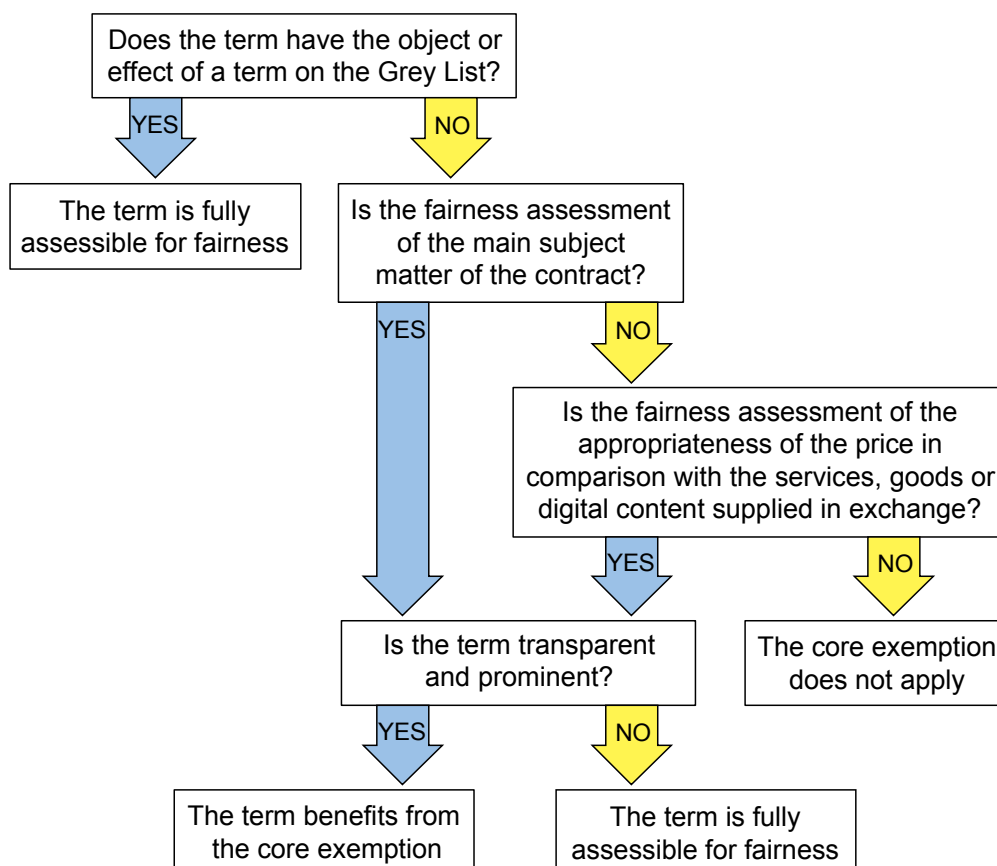 Does the term have the object or
effect of a term on the Grey List?
YES
NO
The term is fully
assessible for fairness
Is the fairness assessment
of the main subject
matter of the contract?
YES
NO
Is the fairness assessment of the
appropriateness of the price in
comparison with the services, goods or
digital content supplied in exchange?
YES
NO
Is the term transparent
and prominent?
The core exemption
does not apply
YES
NO
The term benefits from
the core exemption
The term is fully
assessible for fairness